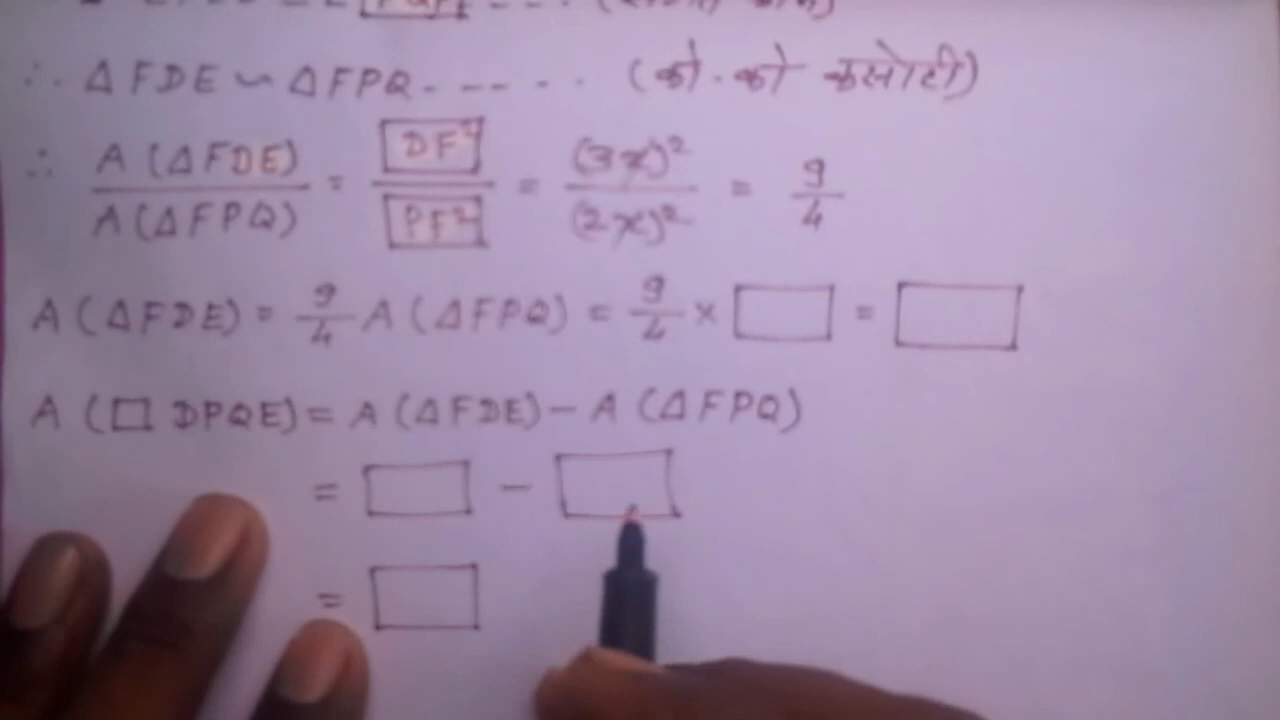 ∴ ΔFDE ~ ΔFPQ - - - - - · (को.को कसोटी)
∴ A(ΔFDE)/A(ΔFPQ) = DF²/PF² = (3x)²/(2x)² = 9/4
A(ΔFDE) = 9/4 A(ΔFPQ) = 9/4 × □ = □
A(□DPQE) = A(ΔFDE) - A(ΔFPQ)
= □ - □
= □